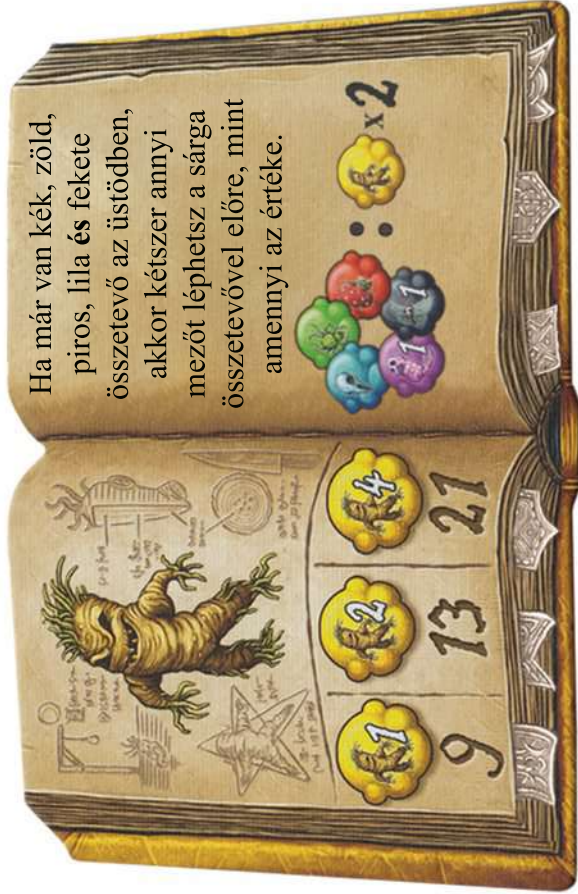 1
2
4
9
13
21
Ha már van kék, zöld,
piros, lila és fekete
összetevő az üstödben,
akkor kétszer annyi
mezőt léphetsz a sárga
összetevővel előre, mint
amennyi az értéke.
1
1
: x2